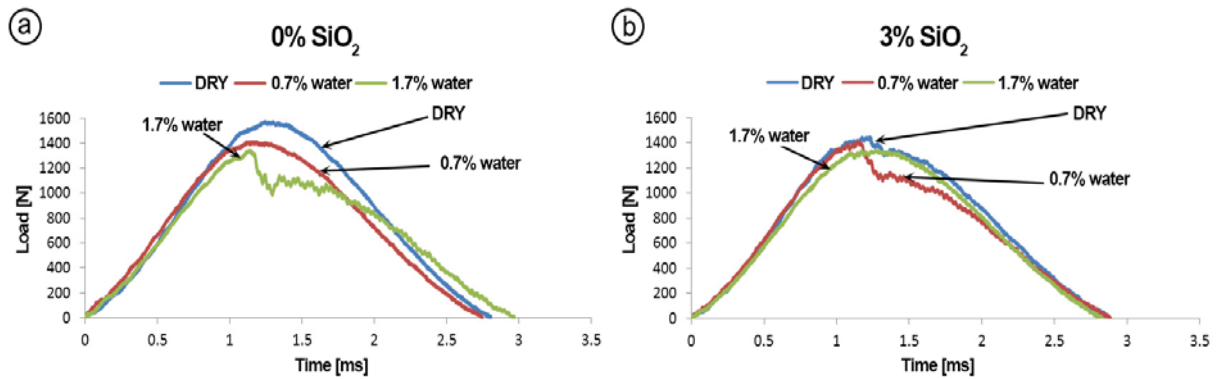 a
0% SiO2
DRY 0.7% water 1.7% water
1.7% water
DRY
0.7% water
Load [N]
1600
1400
1200
1000
800
600
400
200
0
0 0.5 1 1.5 2 2.5 3 3.5
Time [ms]
b
3% SiO2
DRY 0.7% water 1.7% water
1.7% water
DRY
0.7% water
Load [N]
1600
1400
1200
1000
800
600
400
200
0
0 0.5 1 1.5 2 2.5 3 3.5
Time [ms]